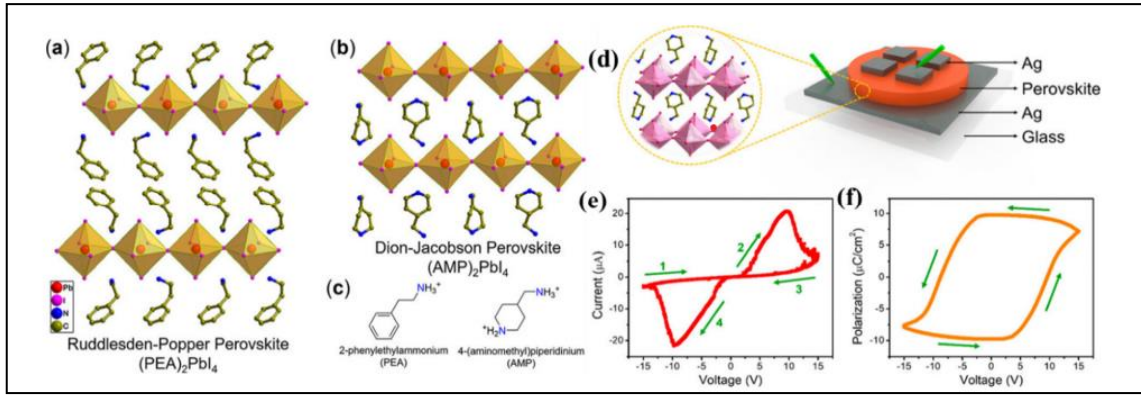 (a)
Pb
I
N
C
Ruddlesden-Popper Perovskite
(PEA)₂PbI₄
(b)
Dion-Jacobson Perovskite
(AMP)₂PbI₄
(c)
NH₃⁺
2-phenylethylammonium
(PEA)
NH₃⁺
⁺H₂N
4-(aminomethyl)piperidinium
(AMP)
(d)
Ag
Perovskite
Ag
Glass
(e)
Current (µA)
20
10
0
-10
-20
1
2
3
4
-15 -10 -5 0 5 10 15
Voltage (V)
(f)
Polarization (µC/cm²)
10
5
0
-5
-10
-15 -10 -5 0 5 10 15
Voltage (V)